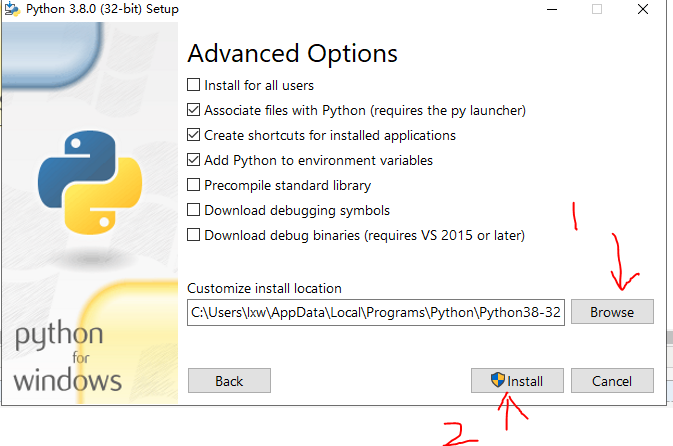 Python 3.8.0 (32-bit) Setup
Advanced Options
Install for all users
Associate files with Python (requires the py launcher)
Create shortcuts for installed applications
Add Python to environment variables
Precompile standard library
Download debugging symbols
Download debug binaries (requires VS 2015 or later)
1
Customize install location
C:\Users\lxw\AppData\Local\Programs\Python\Python38-32
Browse
python
for
windows
Back
Install
Cancel
2